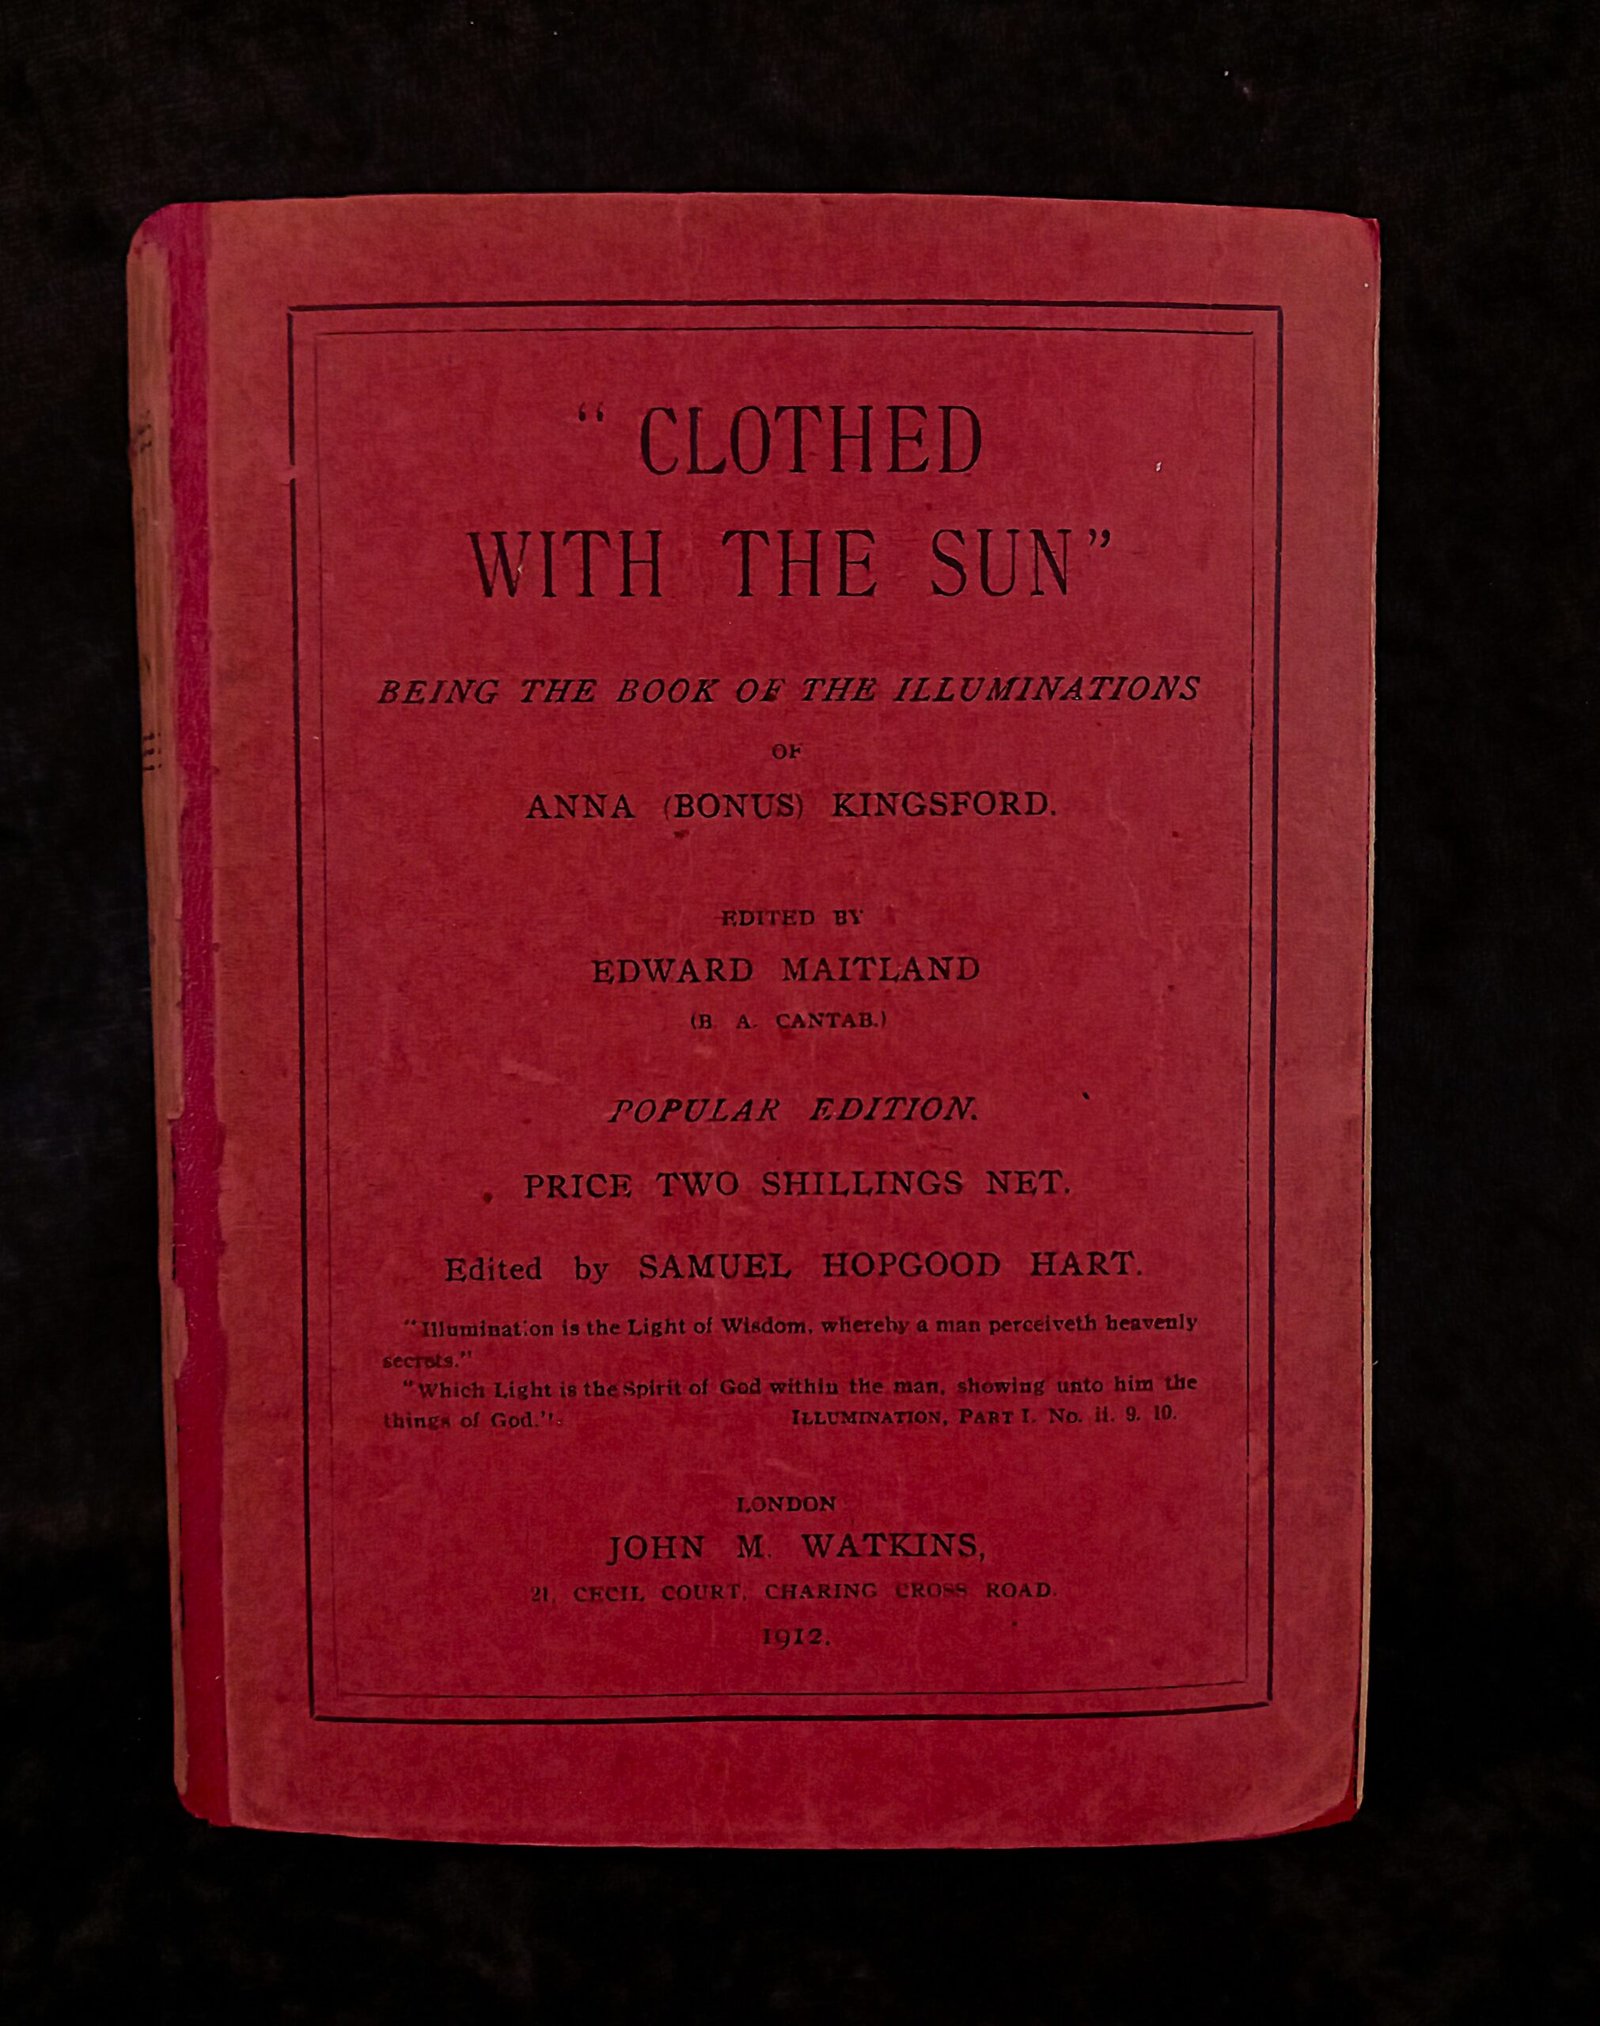 “ CLOTHED
WITH THE SUN”
BEING THE BOOK OF THE ILLUMINATIONS
OF
ANNA (BONUS) KINGSFORD.
EDITED BY
EDWARD MAITLAND
(B. A. CANTAB.)
POPULAR EDITION.
PRICE TWO SHILLINGS NET.
Edited by SAMUEL HOPGOOD HART.
“Illumination is the Light of Wisdom, whereby a man perceiveth heavenly
secrets.”
“Which Light is the Spirit of God within the man, showing unto him the
things of God.”. ILLUMINATION, PART I. No. ii. 9. 10.
LONDON
JOHN M. WATKINS,
21, CECIL COURT, CHARING CROSS ROAD.
1912.